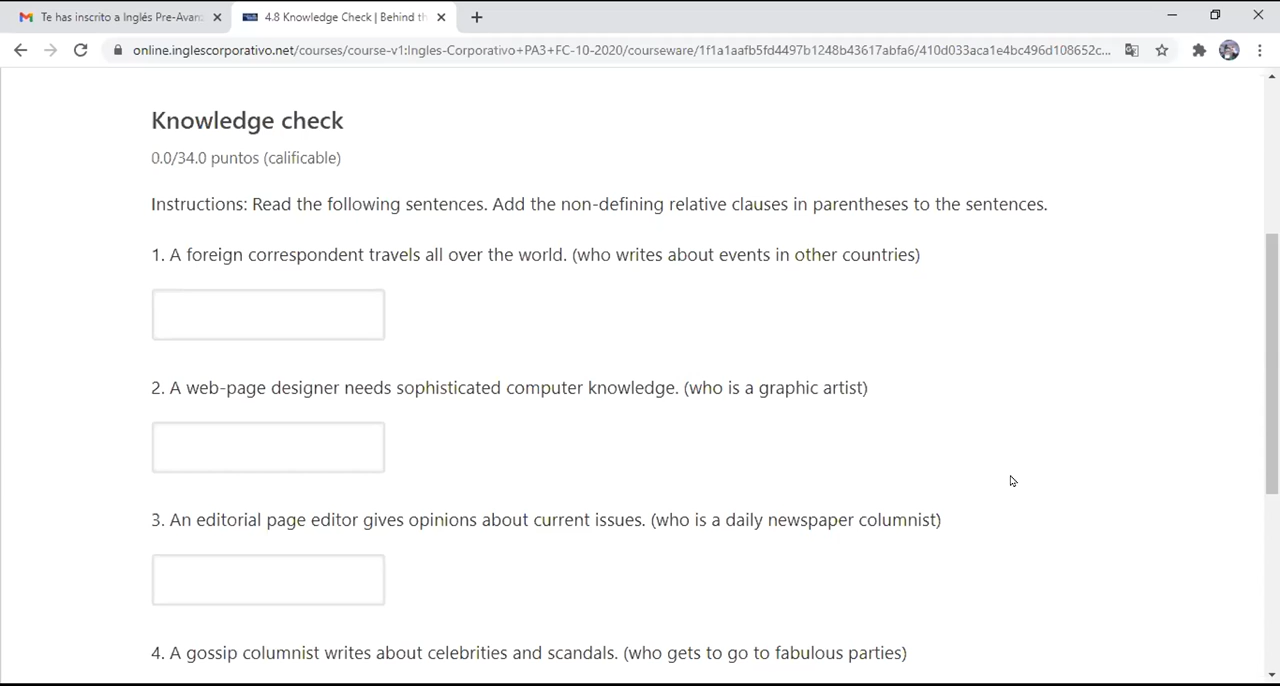 Te has inscrito a Inglés Pre-Avan
4.8 Knowledge Check | Behind th
online.inglescorporativo.net/courses/course-v1:Ingles-Corporativo+PA3+FC-10-2020/courseware/1f1a1aafb5fd4497b1248b43617abfa6/410d033aca1e4bc496d108652c...
Knowledge check
0.0/34.0 puntos (calificable)
Instructions: Read the following sentences. Add the non-defining relative clauses in parentheses to the sentences.
1. A foreign correspondent travels all over the world. (who writes about events in other countries)
2. A web-page designer needs sophisticated computer knowledge. (who is a graphic artist)
3. An editorial page editor gives opinions about current issues. (who is a daily newspaper columnist)
4. A gossip columnist writes about celebrities and scandals. (who gets to go to fabulous parties)